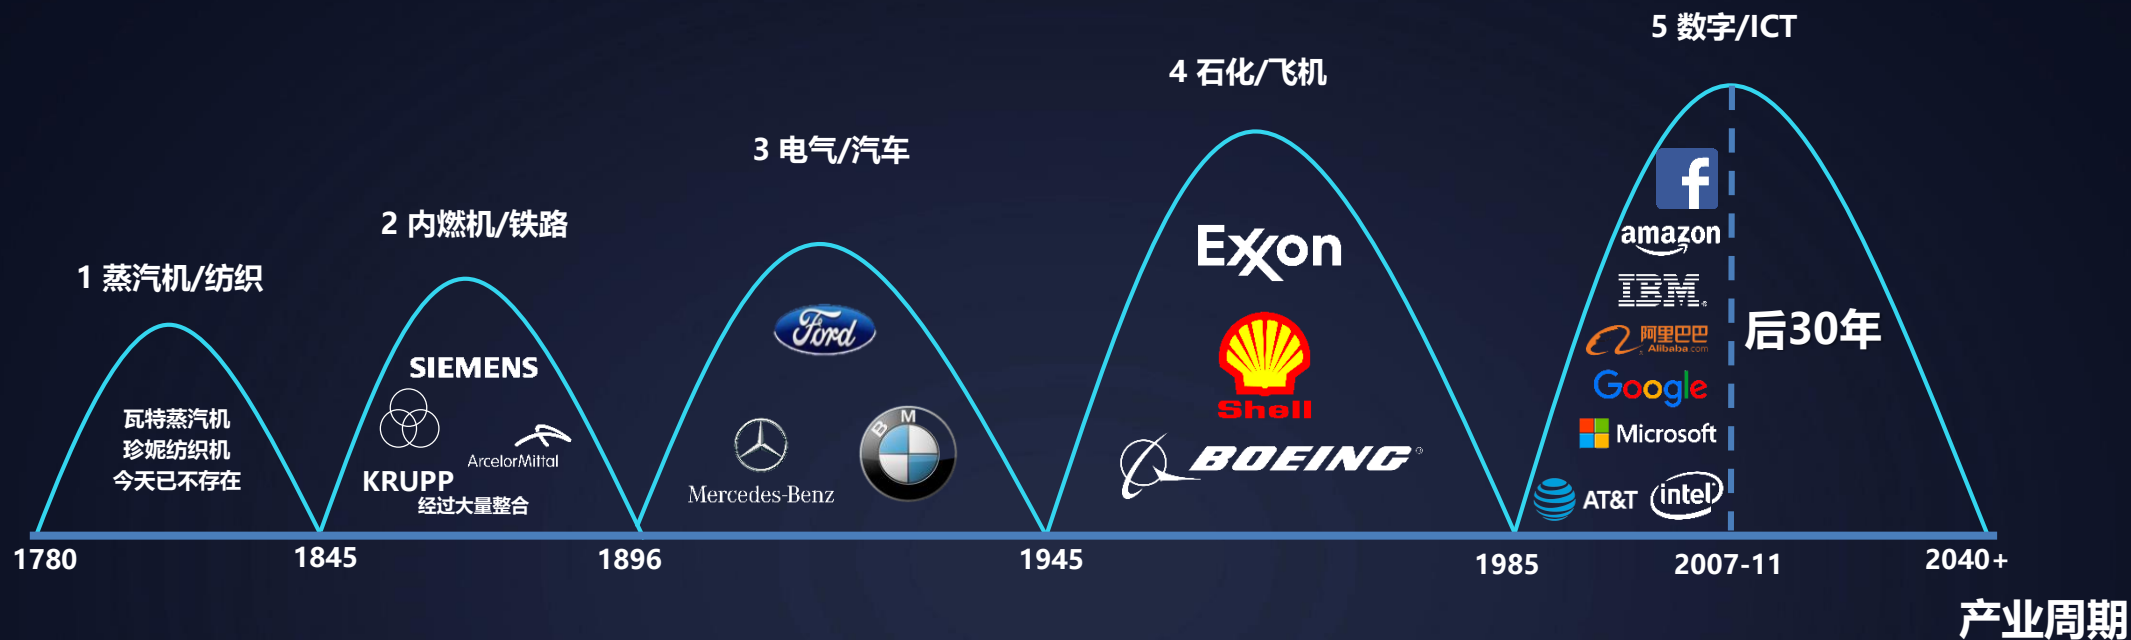 1 蒸汽机/纺织
瓦特蒸汽机
珍妮纺织机
今天已不存在
2 内燃机/铁路
SIEMENS
ArcelorMittal
KRUPP
经过大量整合
3 电气/汽车
Ford
BMW
Mercedes-Benz
4 石化/飞机
Exxon
Shell
BOEING
5 数字/ICT
f
amazon
IBM
阿里巴巴
Alibaba.com
Google
Microsoft
AT&T
intel
后30年
1780
1845
1896
1945
1985
2007-11
2040+
产业周期